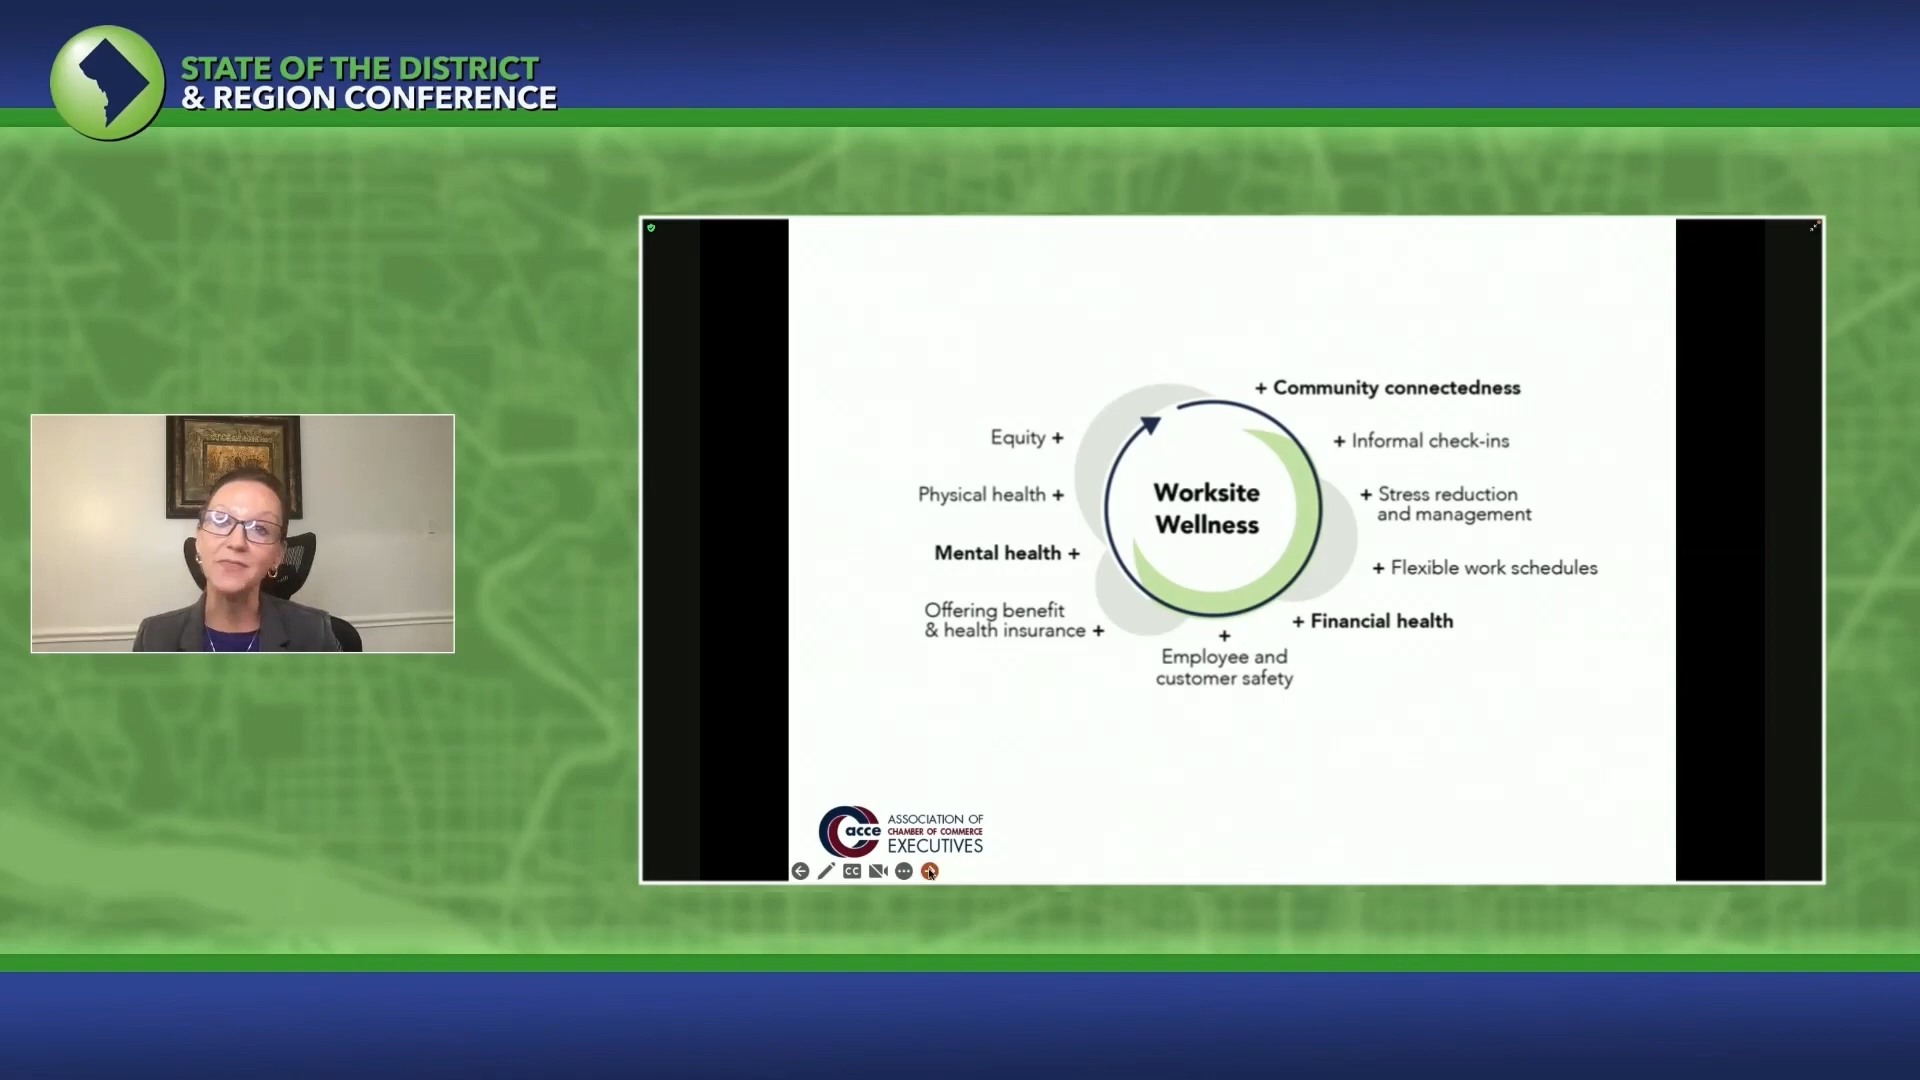 STATE OF THE DISTRICT
& REGION CONFERENCE
+ Community connectedness
Equity +
+ Informal check-ins
Physical health +
Worksite
Wellness
+ Stress reduction
and management
Mental health +
+ Flexible work schedules
Offering benefit
& health insurance +
+ Financial health
+
Employee and
customer safety
acce
ASSOCIATION OF
CHAMBER OF COMMERCE
EXECUTIVES
CC